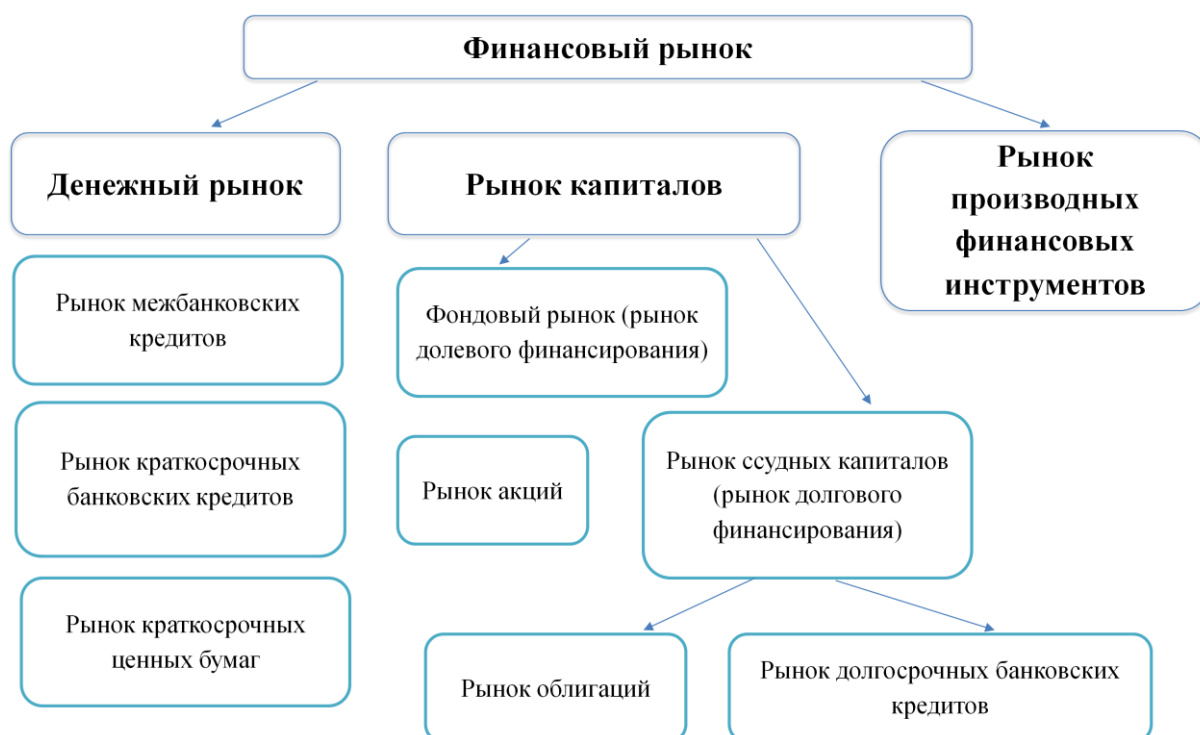 Финансовый рынок
Денежный рынок
Рынок капиталов
Рынок
производных
финансовых
инструментов
Рынок межбанковских
кредитов
Фондовый рынок (рынок
долевого финансирования)
Рынок краткосрочных
банковских кредитов
Рынок акций
Рынок ссудных капиталов
(рынок долгового
финансирования)
Рынок краткосрочных
ценных бумаг
Рынок облигаций
Рынок долгосрочных банковских
кредитов